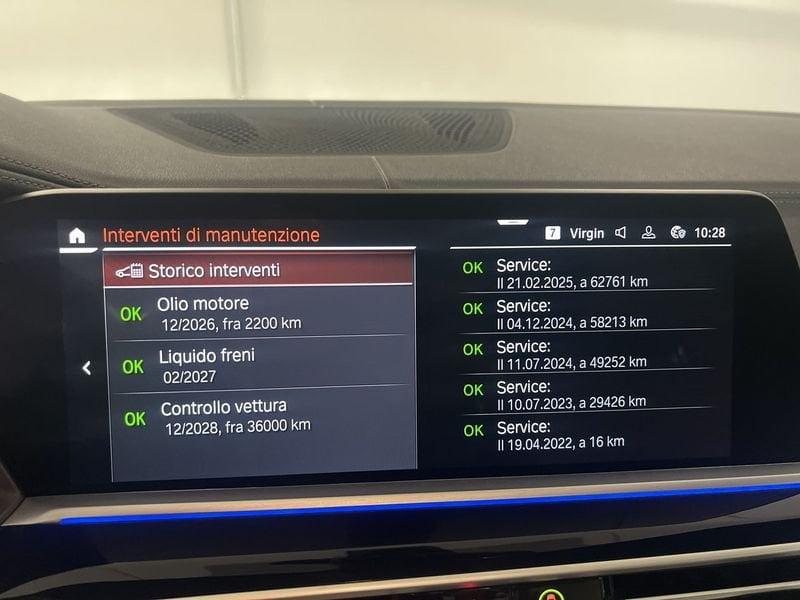 Interventi di manutenzione
7 Virgin 10:28
Storico interventi
OK Olio motore
12/2026, fra 2200 km
OK Liquido freni
02/2027
OK Controllo vettura
12/2028, fra 36000 km
OK Service:
Il 21.02.2025, a 62761 km
OK Service:
Il 04.12.2024, a 58213 km
OK Service:
Il 11.07.2024, a 49252 km
OK Service:
Il 10.07.2023, a 29426 km
OK Service:
Il 19.04.2022, a 16 km